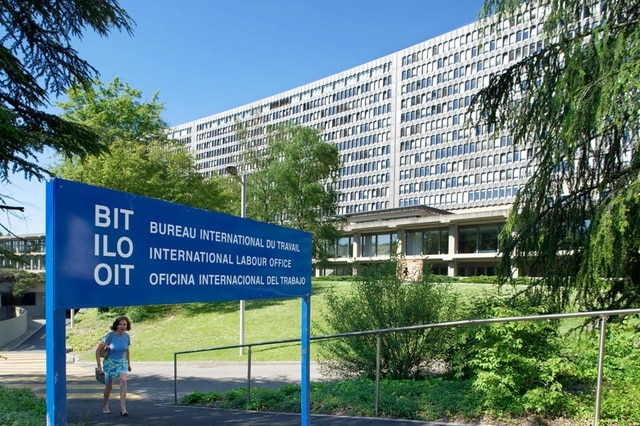 BIT BUREAU INTERNATIONAL DU TRAVAIL
ILO INTERNATIONAL LABOUR OFFICE
OIT OFICINA INTERNACIONAL DEL TRABAJO